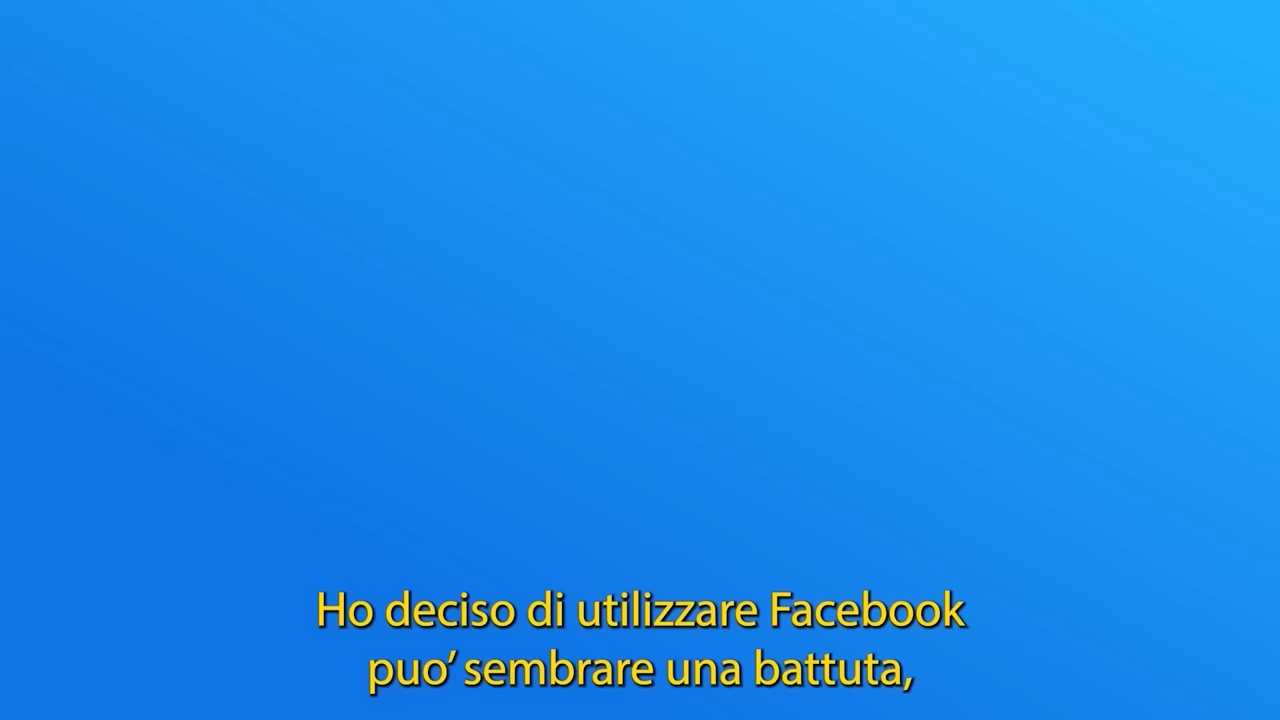 Ho deciso di utilizzare Facebook
puo’ sembrare una battuta,